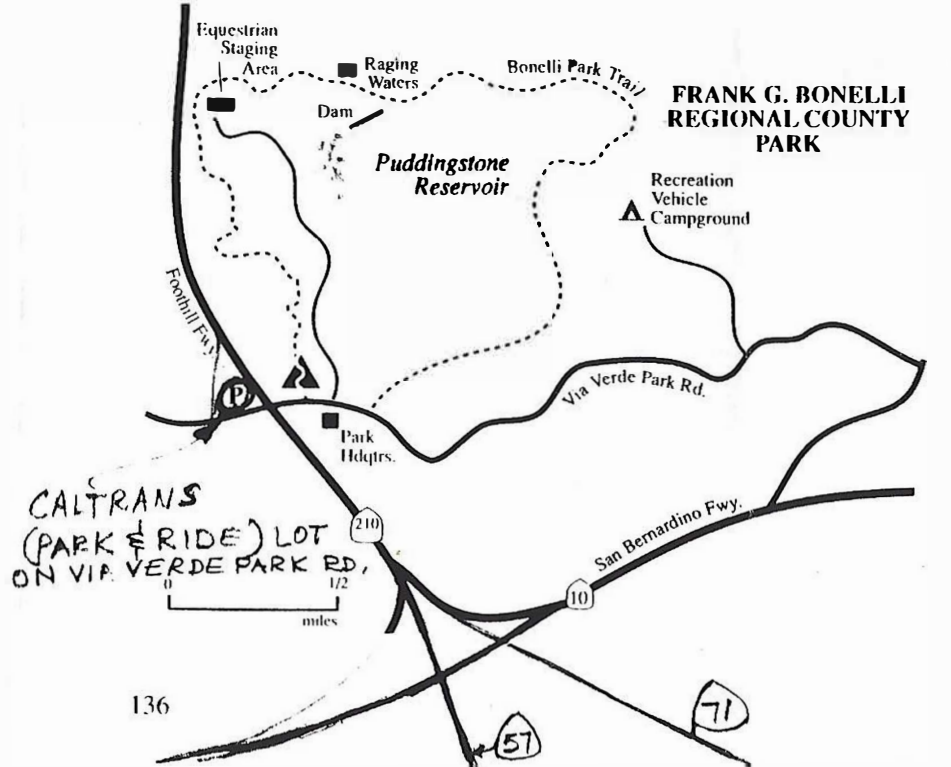 Equestrian
Staging
Area
Raging
Waters
Bonelli Park Trail
Dam
FRANK G. BONELLI
REGIONAL COUNTY
PARK
Puddingstone
Reservoir
Recreation
Vehicle
Campground
Foothill Fwy
P
Via Verde Park Rd.
Park
Hdqtrs.
CALTRANS
(PARK & RIDE) LOT
ON VIA VERDE PARK RD,
210
San Bernardino Fwy.
0 1/2
miles
10
136
71
57